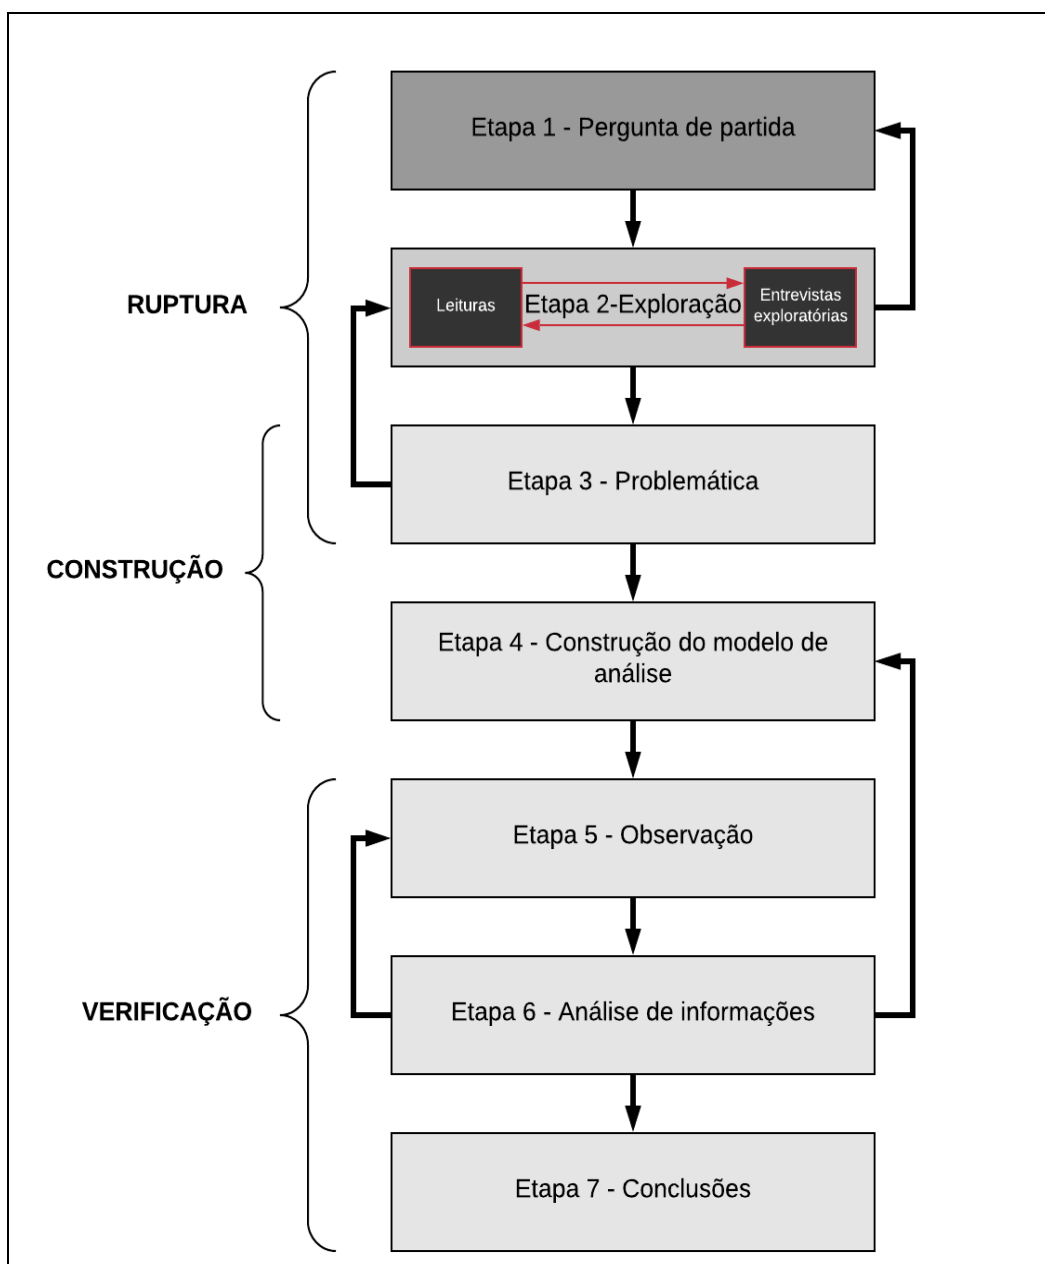 Etapa 1 - Pergunta de partida
RUPTURA
Leituras
Etapa 2-Exploração
Entrevistas
exploratórias
Etapa 3 - Problemática
CONSTRUÇÃO
Etapa 4 - Construção do modelo de
análise
Etapa 5 - Observação
VERIFICAÇÃO
Etapa 6 - Análise de informações
Etapa 7 - Conclusões